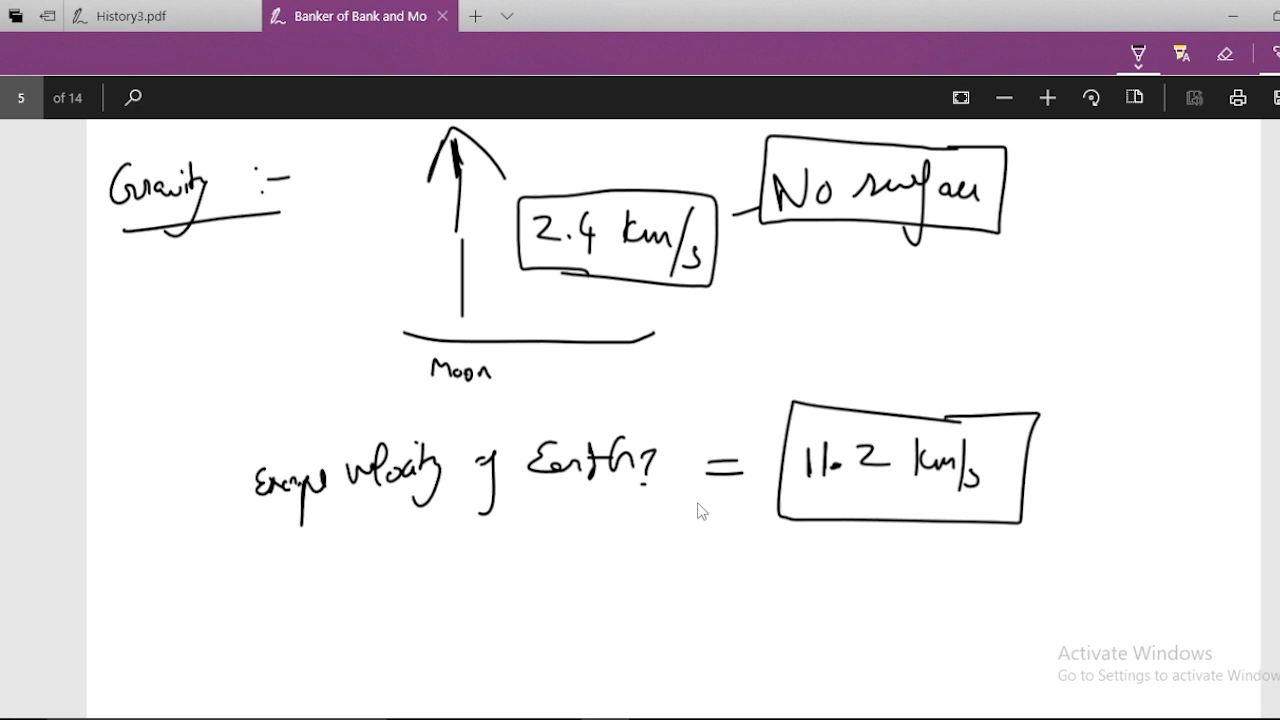 History3.pdf
Banker of Bank and Mo
5 of 14
Gravity :-
2.4 km/s
No surface
Moon
Escape velocity of Earth? = 11.2 km/s
Activate Windows
Go to Settings to activate Window